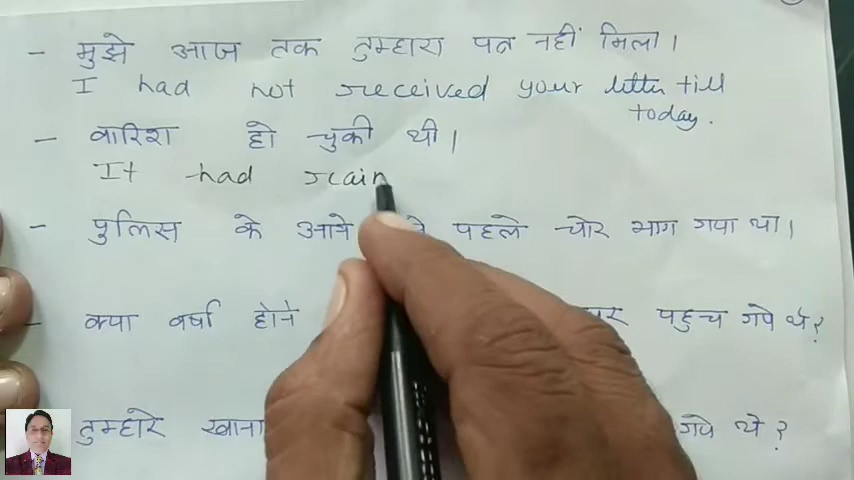 - मुझे आज तक तुम्हारा पत्र नहीं मिला।
I had not received your letter till
today.
- बारिश हो चुकी थी।
It had rain
- पुलिस के आने पहले चोर भाग गया था।
- क्या वर्षा होने पहुच गये थे?
तुम्हारे खाना गये थे?